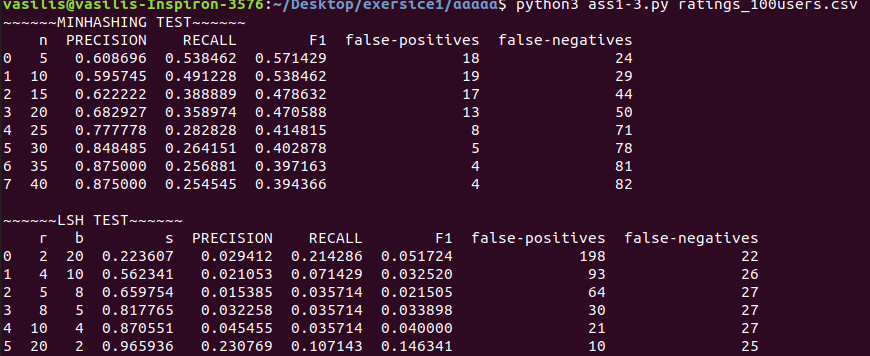 vasilis@vasilis-Inspiron-3576:~/Desktop/exersice1/aaaaa$ python3 ass1-3.py ratings_100users.csv
~~~~~~MINHASHING TEST~~~~~~
n PRECISION RECALL F1 false-positives false-negatives
0 5 0.608696 0.538462 0.571429 18 24
1 10 0.595745 0.491228 0.538462 19 29
2 15 0.622222 0.388889 0.478632 17 44
3 20 0.682927 0.358974 0.470588 13 50
4 25 0.777778 0.282828 0.414815 8 71
5 30 0.848485 0.264151 0.402878 5 78
6 35 0.875000 0.256881 0.397163 4 81
7 40 0.875000 0.254545 0.394366 4 82
~~~~~~LSH TEST~~~~~~
r b s PRECISION RECALL F1 false-positives false-negatives
0 2 20 0.223607 0.029412 0.214286 0.051724 198 22
1 4 10 0.562341 0.021053 0.071429 0.032520 93 26
2 5 8 0.659754 0.015385 0.035714 0.021505 64 27
3 8 5 0.817765 0.032258 0.035714 0.033898 30 27
4 10 4 0.870551 0.045455 0.035714 0.040000 21 27
5 20 2 0.965936 0.230769 0.107143 0.146341 10 25